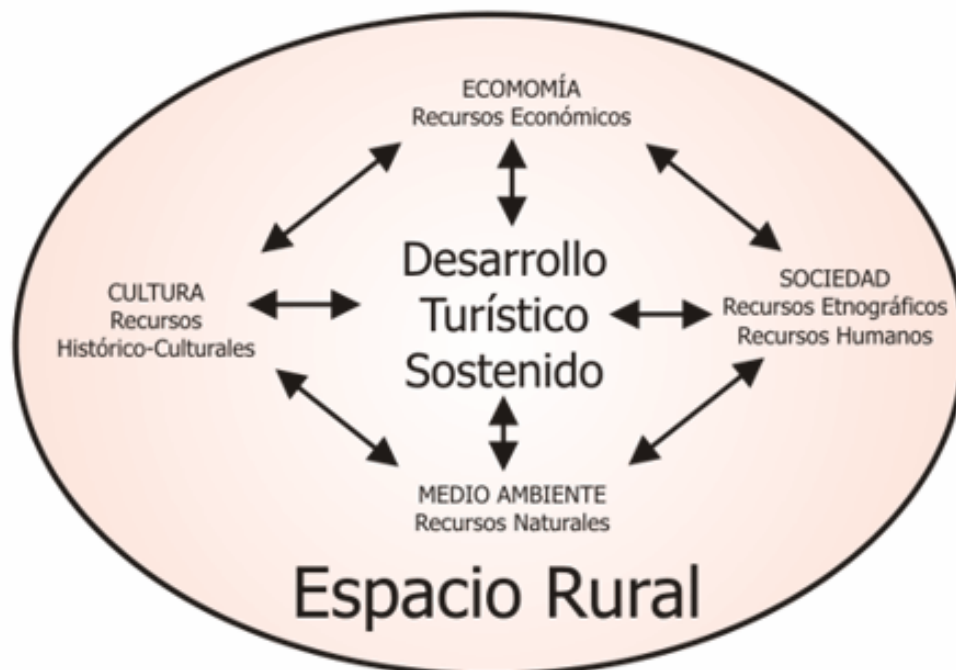 ECOMOMÍA
Recursos Económicos
Desarrollo
Turístico
Sostenido
CULTURA
Recursos
Histórico-Culturales
SOCIEDAD
Recursos Etnográficos
Recursos Humanos
MEDIO AMBIENTE
Recursos Naturales
Espacio Rural